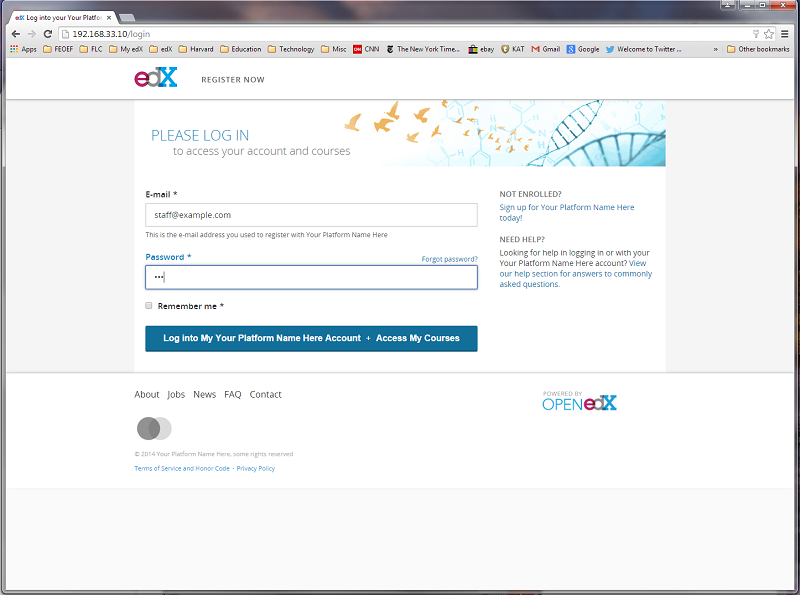 edX Log into your Your Platfor
192.168.33.10/login
Apps FEOEF FLC My edX edX Harvard Education Technology Misc CNN The New York Time... ebay KAT Gmail Google Welcome to Twitter ... » Other bookmarks
edX REGISTER NOW
PLEASE LOG IN
to access your account and courses
E-mail *
staff@example.com
This is the e-mail address you used to register with Your Platform Name Here
Password * Forgot password?
Remember me *
Log into My Your Platform Name Here Account + Access My Courses
NOT ENROLLED?
Sign up for Your Platform Name Here
today!
NEED HELP?
Looking for help in logging in or with your
Your Platform Name Here account? View
our help section for answers to commonly
asked questions.
About Jobs News FAQ Contact
POWERED BY
OPEN edX
© 2014 Your Platform Name Here, some rights reserved
Terms of Service and Honor Code - Privacy Policy